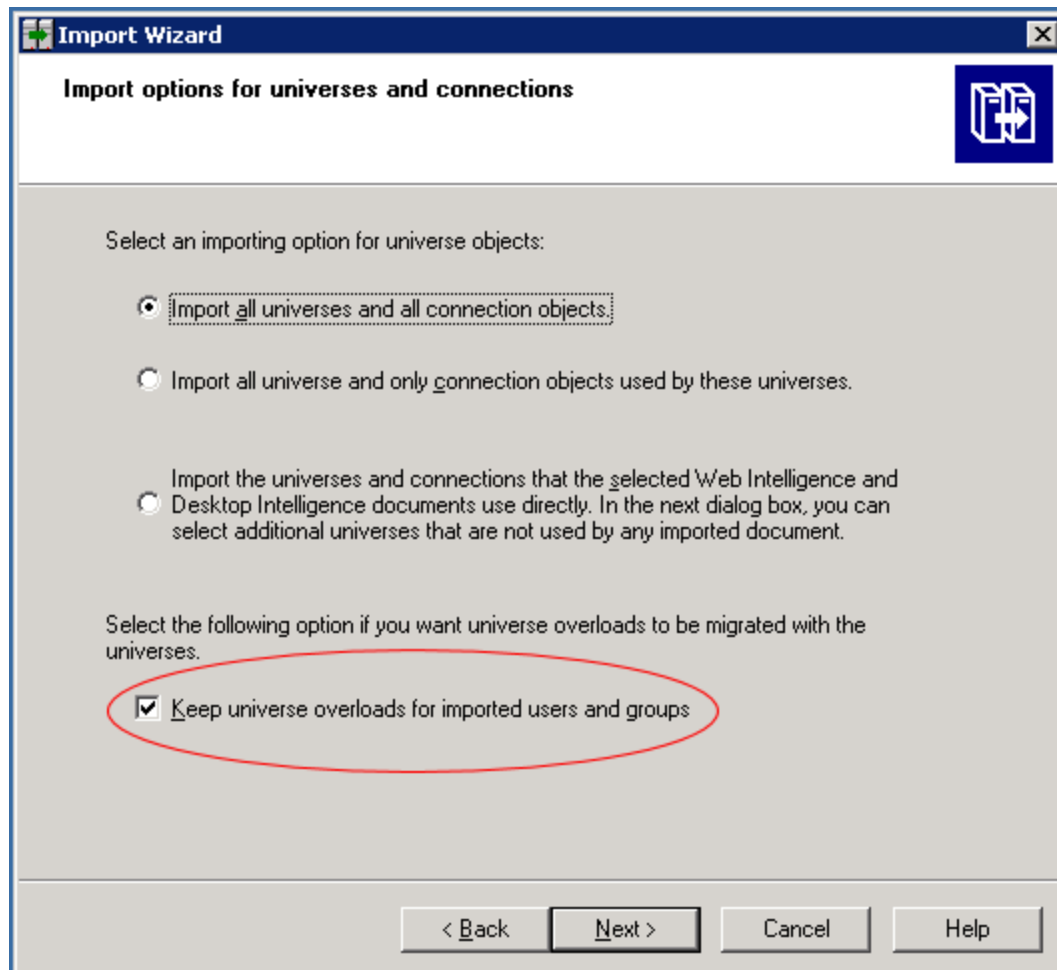 Import Wizard
Import options for universes and connections
Select an importing option for universe objects:
Import all universes and all connection objects.
Import all universe and only connection objects used by these universes.
Import the universes and connections that the selected Web Intelligence and
Desktop Intelligence documents use directly. In the next dialog box, you can
select additional universes that are not used by any imported document.
Select the following option if you want universe overloads to be migrated with the
universes.
Keep universe overloads for imported users and groups
< Back Next > Cancel Help